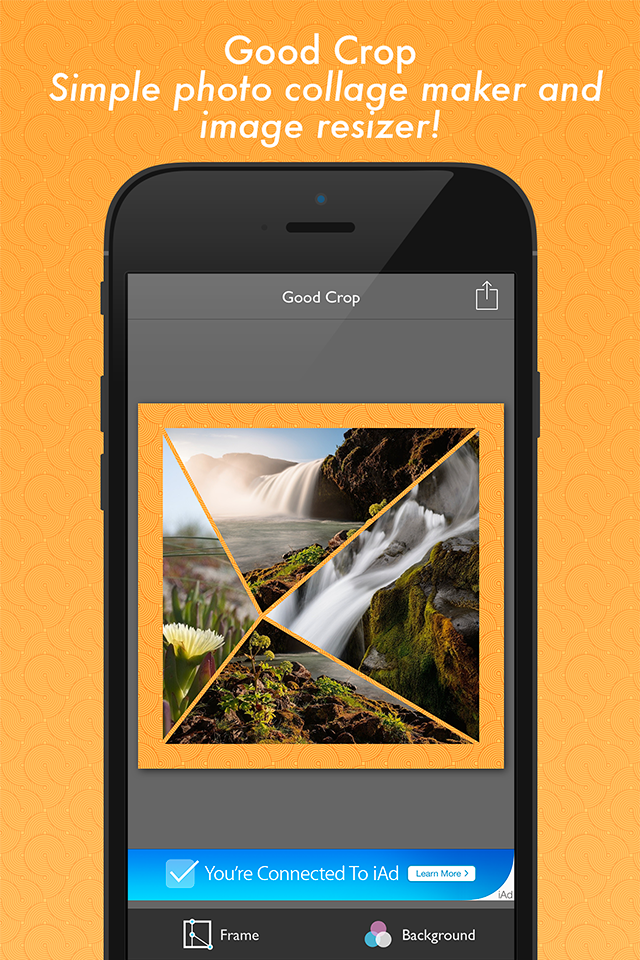 Good Crop
Simple photo collage maker and
image resizer!
Good Crop
You're Connected To iAd
Learn More >
iAd
Frame
Background